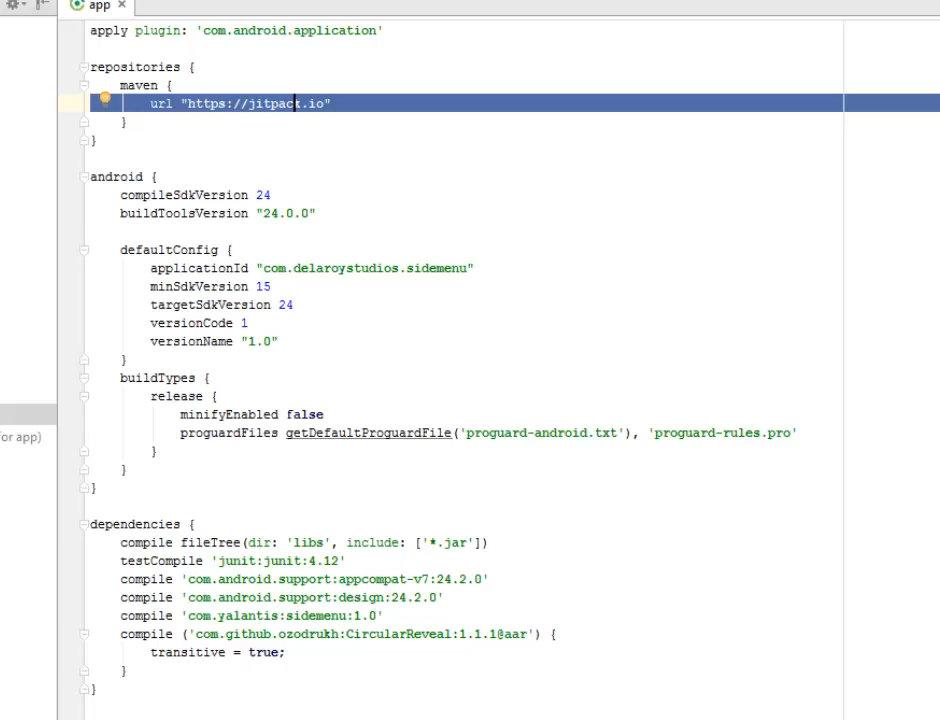 app
apply plugin: 'com.android.application'
repositories {
maven {
url "https://jitpack.io"
}
}
android {
compileSdkVersion 24
buildToolsVersion "24.0.0"
defaultConfig {
applicationId "com.delaroystudios.sidemenu"
minSdkVersion 15
targetSdkVersion 24
versionCode 1
versionName "1.0"
}
buildTypes {
release {
minifyEnabled false
proguardFiles getDefaultProguardFile('proguard-android.txt'), 'proguard-rules.pro'
}
}
}
for app)
dependencies {
compile fileTree(dir: 'libs', include: ['*.jar'])
testCompile 'junit:junit:4.12'
compile 'com.android.support:appcompat-v7:24.2.0'
compile 'com.android.support:design:24.2.0'
compile 'com.yalantis:sidemenu:1.0'
compile ('com.github.ozodrukh:CircularReveal:1.1.1@aar') {
transitive = true;
}
}